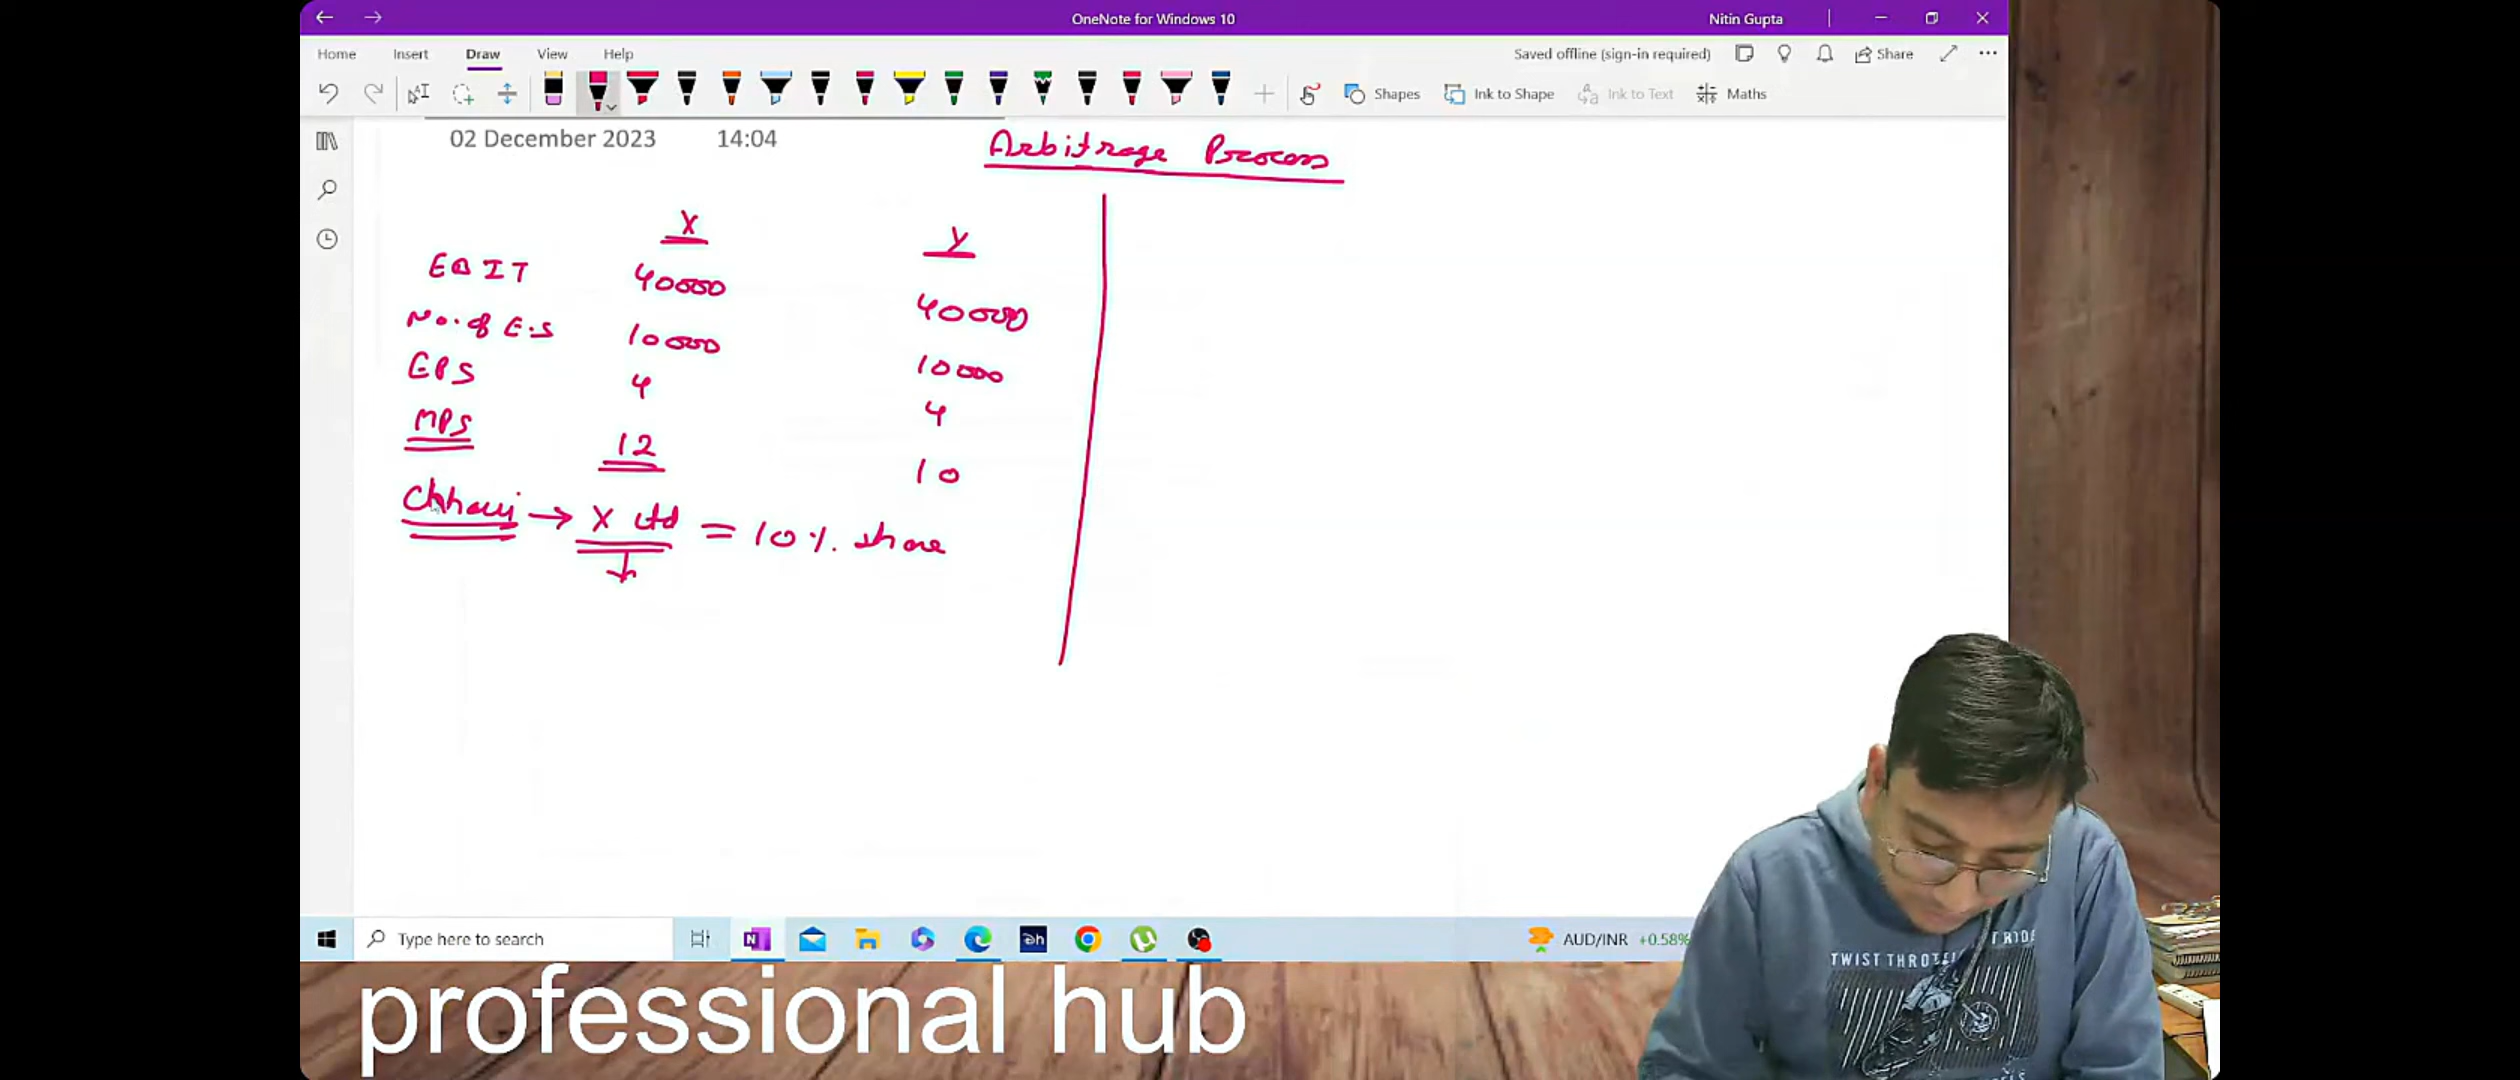 OneNote for Windows 10
Nitin Gupta
Home Insert Draw View Help
Saved offline (sign-in required) Share
Shapes Ink to Shape Ink to Text Maths
02 December 2023 14:04
Arbitrage Process
X Y
EBIT 40000 40000
No. of E.S 10000 10000
EPS 4 4
MPS 12 10
Chhavi → X Ltd = 10% share
Type here to search
AUD/INR +0.58%
professional hub
TWIST THROT
T RIDE